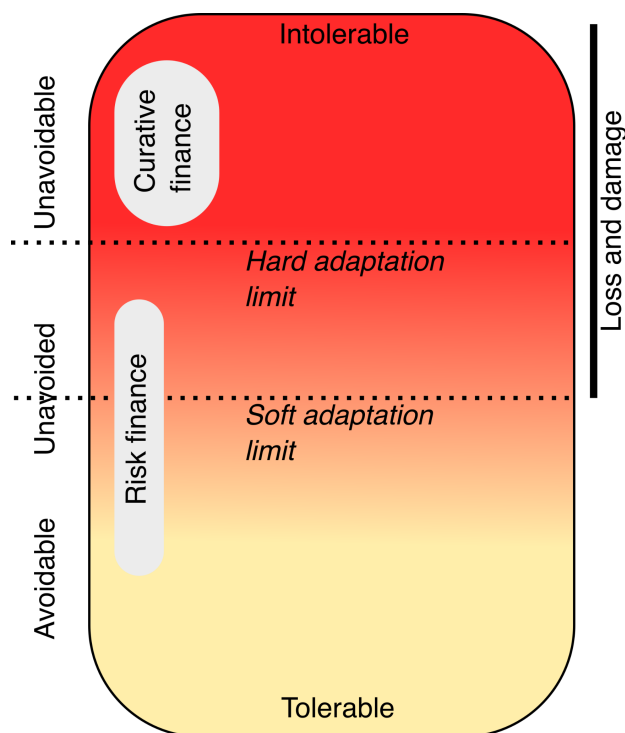 Intolerable
Unavoidable
Curative
finance
Loss and damage
Hard adaptation
limit
Unavoided
Risk finance
Soft adaptation
limit
Avoidable
Tolerable